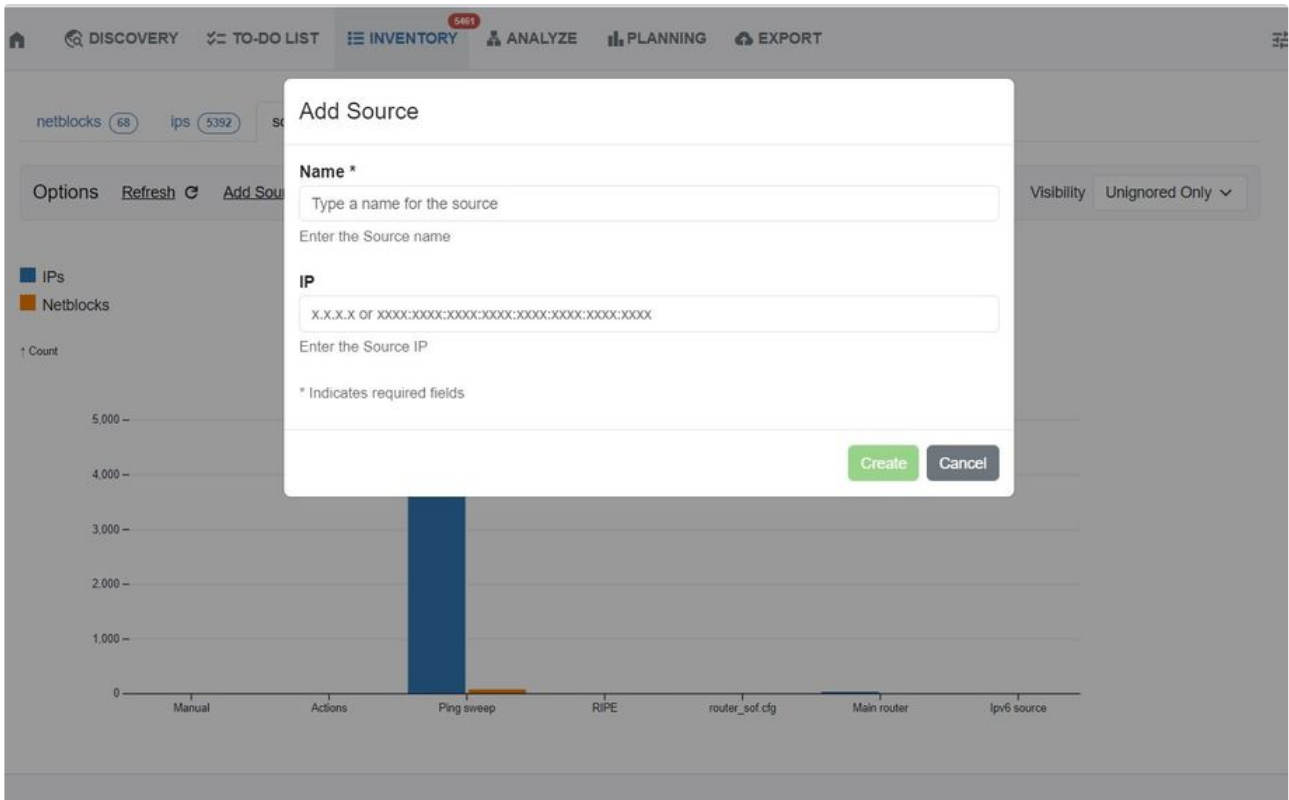 5461
DISCOVERY TO-DO LIST INVENTORY ANALYZE PLANNING EXPORT
netblocks 68 ips 5392
Options Refresh Add Sou Visibility Unignored Only
Add Source
Name *
Type a name for the source
Enter the Source name
IP
x.x.x.x or xxxx:xxxx:xxxx:xxxx:xxxx:xxxx:xxxx:xxxx
Enter the Source IP
* Indicates required fields
Create Cancel
IPs
Netblocks
↑ Count
5,000
4,000
3,000
2,000
1,000
0
Manual Actions Ping sweep RIPE router_sof.cfg Main router Ipv6 source